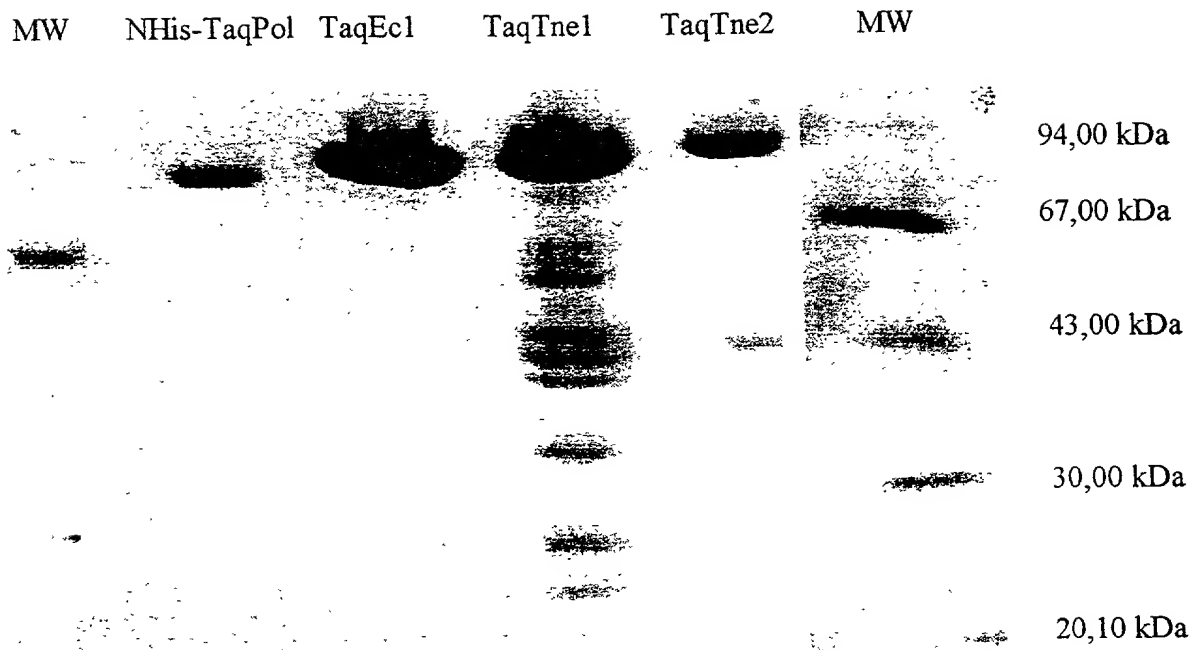 MW NHis-TaqPol TaqEc1 TaqTne1 TaqTne2 MW
94,00 kDa
67,00 kDa
43,00 kDa
30,00 kDa
20,10 kDa